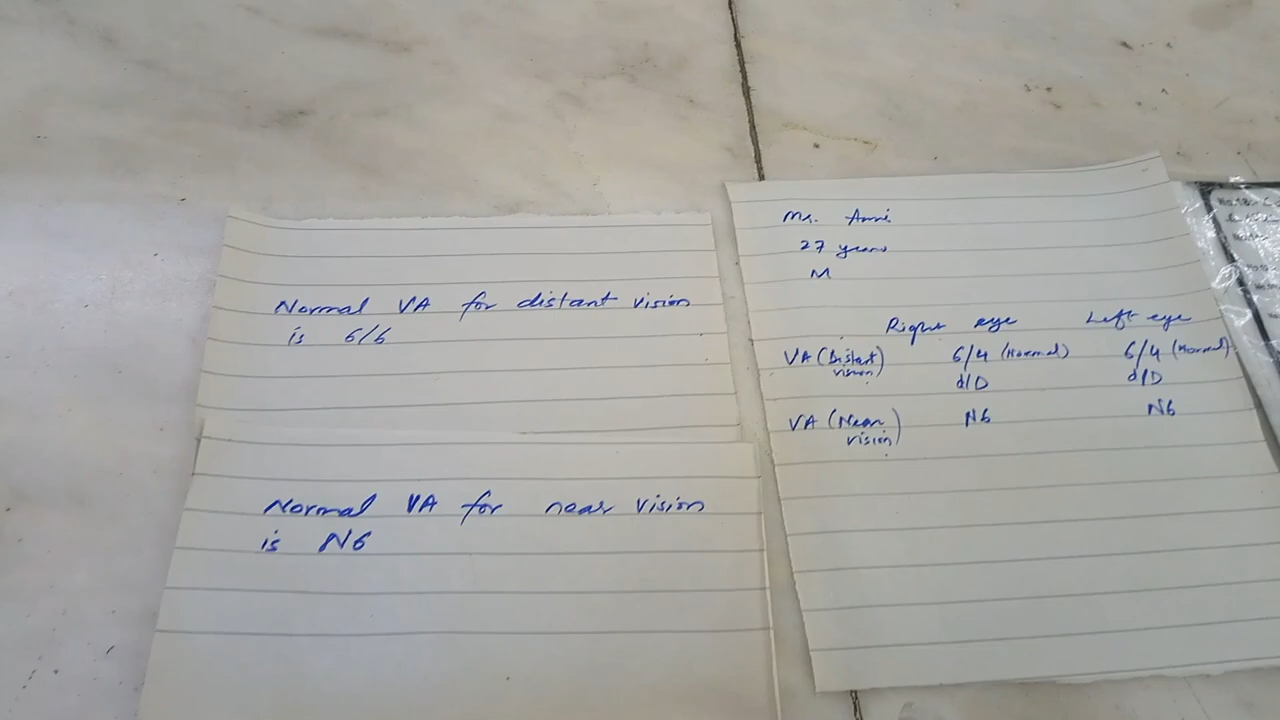 Normal VA for distant vision
is 6/6
Normal VA for near vision
is N6
Mr.
27 years
M
Right eye Left eye
VA (Distant vision) 6/4 (Normal) 6/4 (Normal)
d/D d/D
VA (Near vision) N6 N6